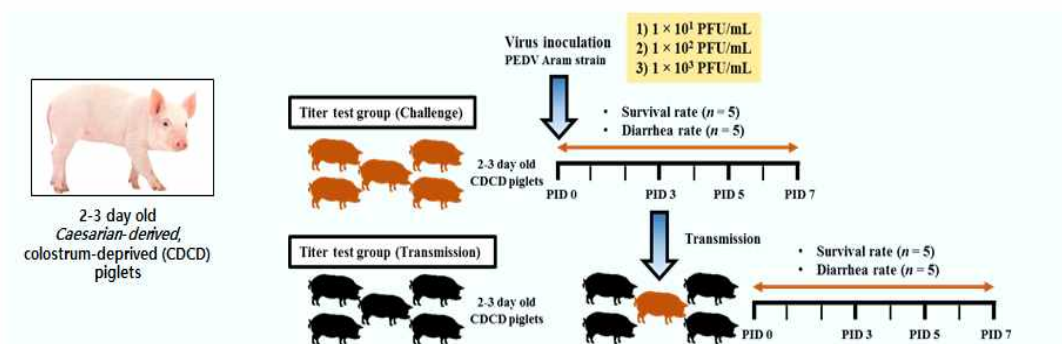 2-3 day old
Caesarian-derived,
colostrum-deprived (CDCD)
piglets
Virus inoculation
PEDV Aram strain
1) 1 × 10¹ PFU/mL
2) 1 × 10² PFU/mL
3) 1 × 10³ PFU/mL
Titer test group (Challenge)
2-3 day old
CDCD piglets
• Survival rate (n = 5)
• Diarrhea rate (n = 5)
PID 0 PID 3 PID 5 PID 7
Titer test group (Transmission)
2-3 day old
CDCD piglets
Transmission
• Survival rate (n = 5)
• Diarrhea rate (n = 5)
PID 0 PID 3 PID 5 PID 7